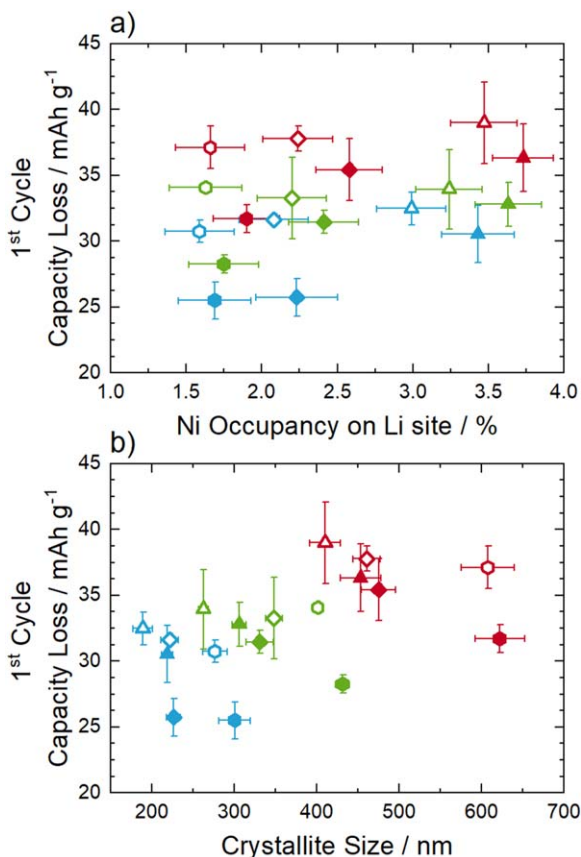 a)
45
40
35
30
25
20
1st Cycle
Capacity Loss / mAh g-1
1.0 1.5 2.0 2.5 3.0 3.5 4.0
Ni Occupancy on Li site / %
b)
45
40
35
30
25
20
1st Cycle
Capacity Loss / mAh g-1
200 300 400 500 600 700
Crystallite Size / nm